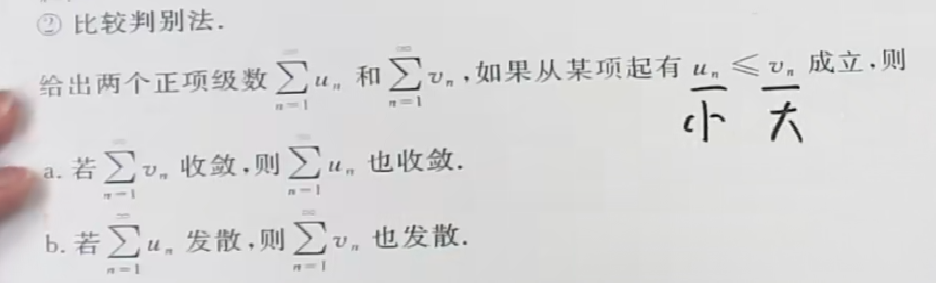 ② 比较判别法.
给出两个正项级数 $\sum_{n=1}^{\infty} u_n$ 和 $\sum_{n=1}^{\infty} v_n$,如果从某项起有 $u_n \leqslant v_n$ 成立,则
小 大
a. 若 $\sum_{n=1}^{\infty} v_n$ 收敛,则 $\sum_{n=1}^{\infty} u_n$ 也收敛.
b. 若 $\sum_{n=1}^{\infty} u_n$ 发散,则 $\sum_{n=1}^{\infty} v_n$ 也发散.